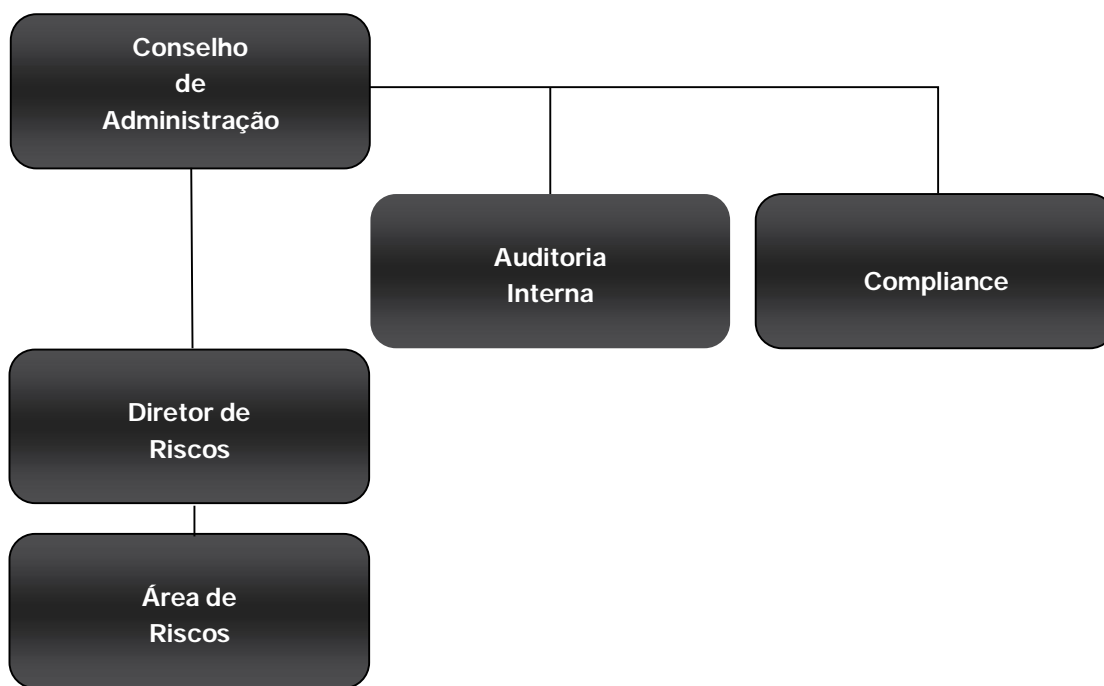 Conselho
de
Administração
Auditoria
Interna
Compliance
Diretor de
Riscos
Área de
Riscos